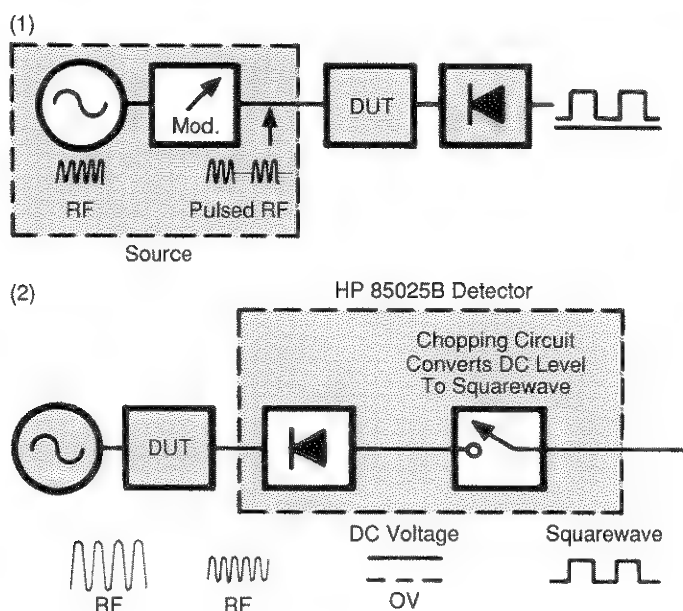 (1)
DUT
Mod.
RF
Pulsed RF
Source
(2)
HP 85025B Detector
Chopping Circuit
Converts DC Level
To Squarewave
DUT
DC Voltage
Squarewave
RF
RF
OV